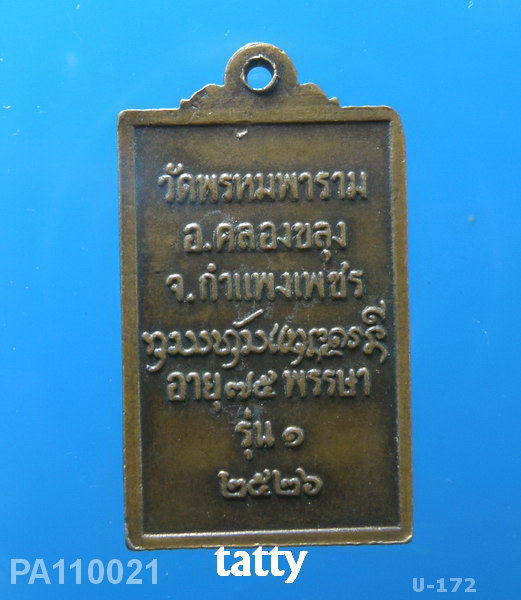 วัดพรหมพาราม
อ.คลองขลุง
จ.กำแพงเพชร
อายุ ๗๕ พรรษา
รุ่น ๑
๒๕๒๖
tatty
PA110021
U-172